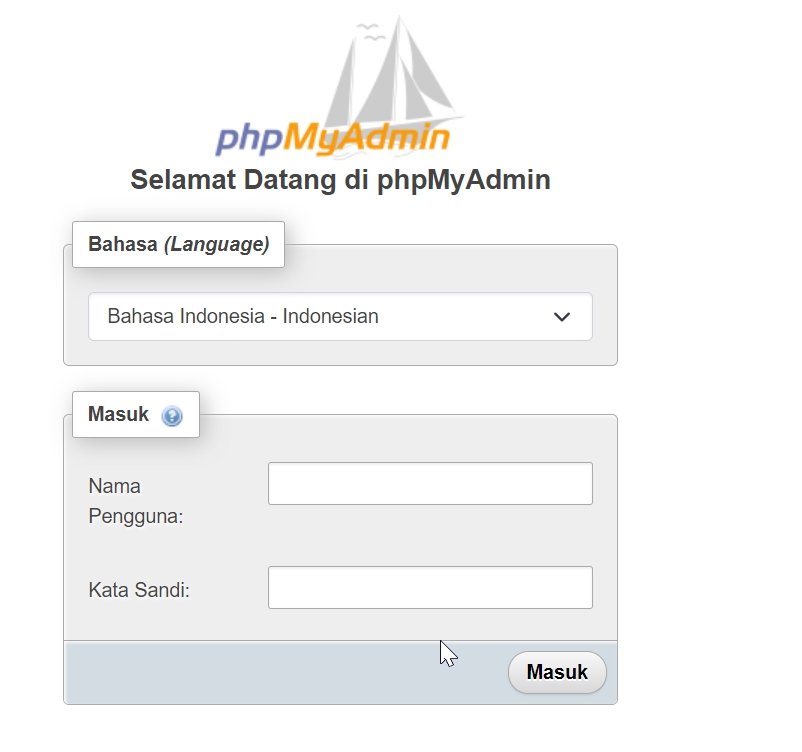 phpMyAdmin
Selamat Datang di phpMyAdmin
Bahasa (Language)
Bahasa Indonesia - Indonesian
Masuk
Nama
Pengguna:
Kata Sandi:
Masuk